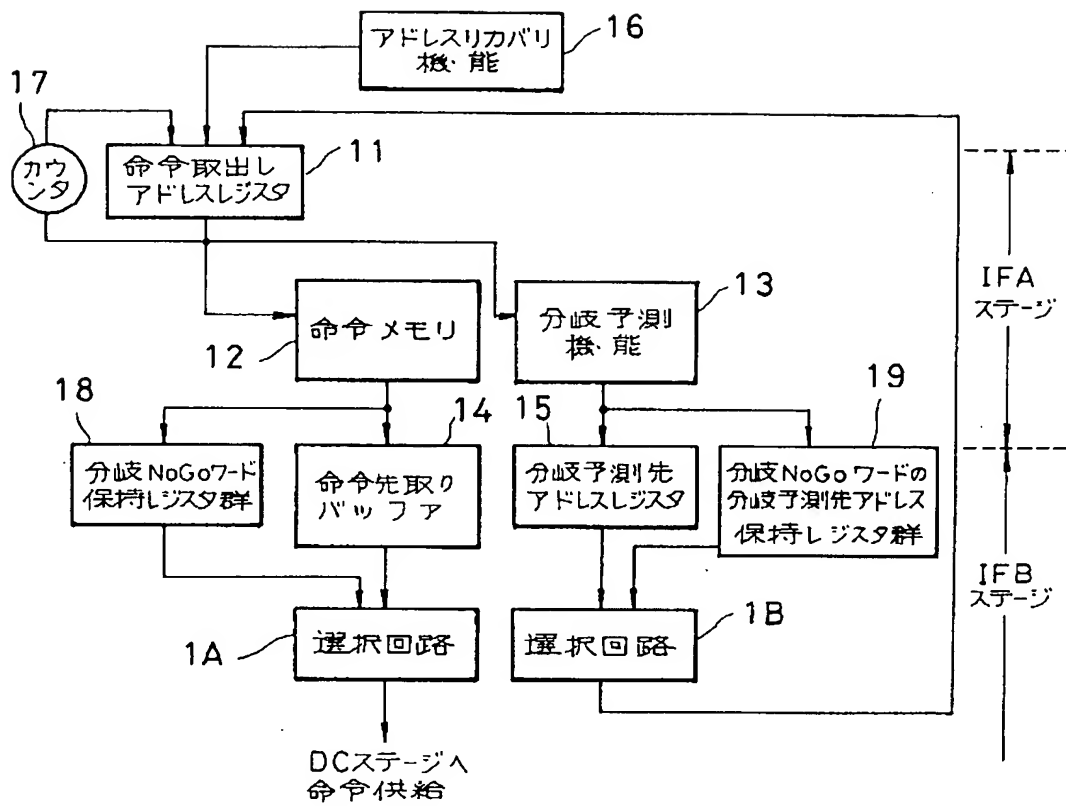 アドレスリカバリ
機能
16
17
カウ
ンタ
命令取出し
アドレスレジスタ
11
命令メモリ
12
分岐予測
機能
13
IFA
ステージ
18
分岐NoGoワード
保持レジスタ群
14
命令先取り
バッファ
15
分岐予測先
アドレスレジスタ
19
分岐NoGoワードの
分岐予測先アドレス
保持レジスタ群
IFB
ステージ
1A
選択回路
1B
選択回路
DCステージへ
命令供給